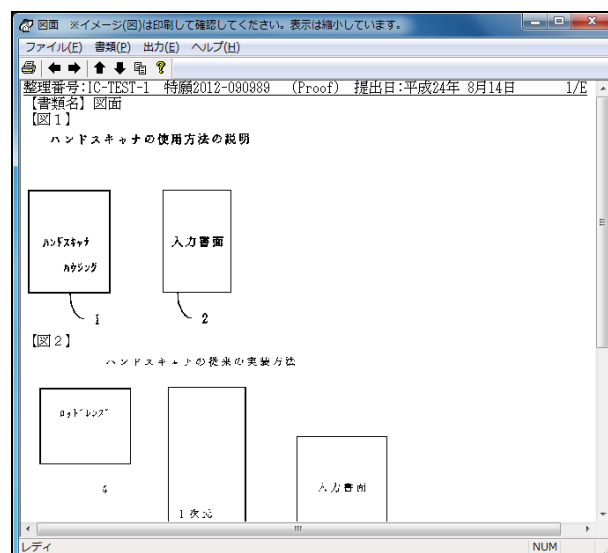 図面　※イメージ(図)は印刷して確認してください。表示は縮小しています。
ファイル(F) 書類(P) 出力(E) ヘルプ(H)
整理番号:IC-TEST-1 特願2012-090989 (Proof) 提出日:平成24年 8月14日 1/E
【書類名】図面
【図１】
ハンドスキャナの使用方法の説明
ハンドスキャナ
ハウジング
入力書面
1
2
【図２】
ハンドスキャナの従来の実装方法
ロッドレンズ
入力書面
1次元
レディ
NUM